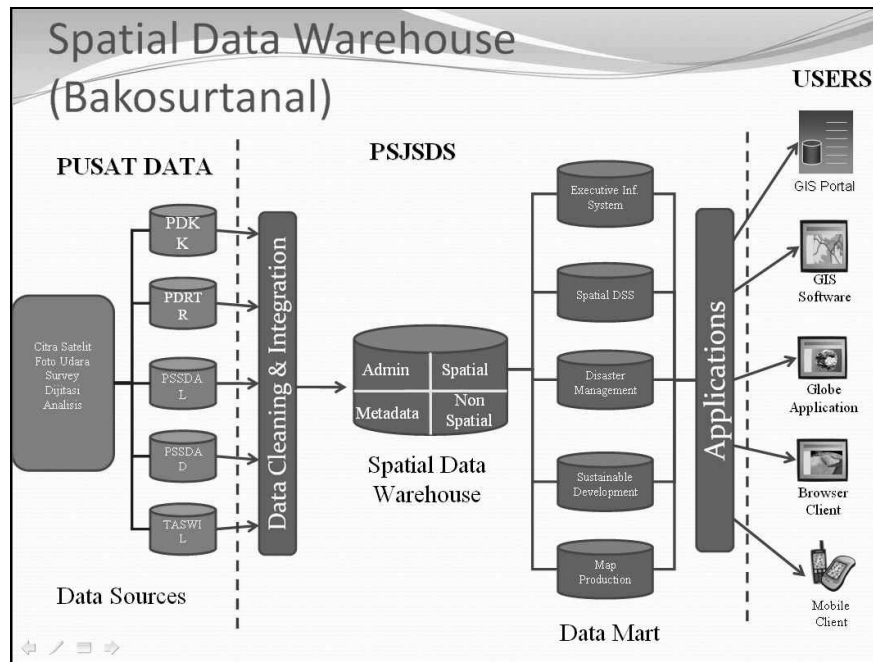 Spatial Data Warehouse
(Bakosurtanal)
USERS
PUSAT DATA
PSJSDS
Citra Satelit
Foto Udara
Survey
Dijitasi
Analisis
PDK
K
PDRT
R
PSSDA
L
PSSDA
D
TASWI
L
Data Sources
Data Cleaning & Integration
Admin
Spatial
Metadata
Non
Spatial
Spatial Data
Warehouse
Executive Inf.
System
Spatial DSS
Disaster
Management
Sustainable
Development
Map
Production
Data Mart
Applications
GIS Portal
GIS
Software
Globe
Application
Browser
Client
Mobile
Client